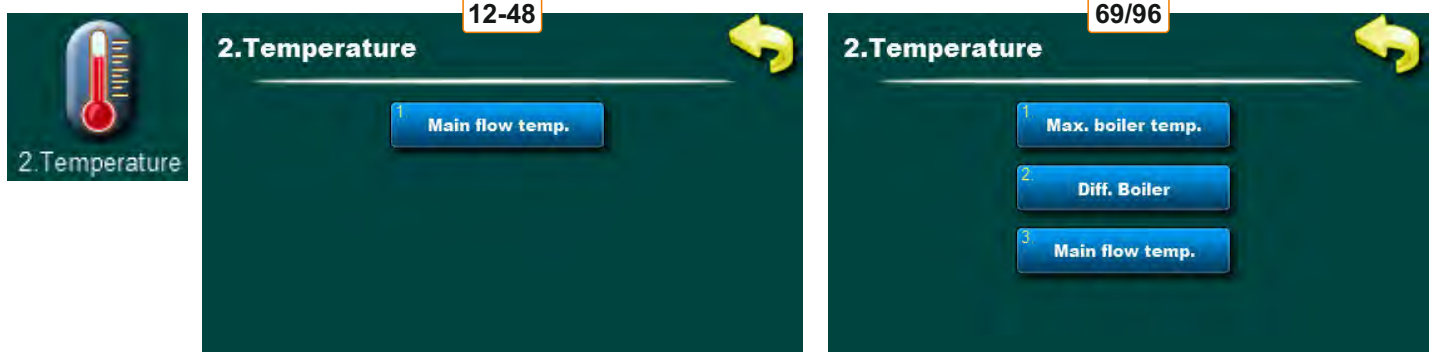 2.Temperature
12-48
2.Temperature
1
Main flow temp.
69/96
2.Temperature
1
Max. boiler temp.
2.
Diff. Boiler
3.
Main flow temp.